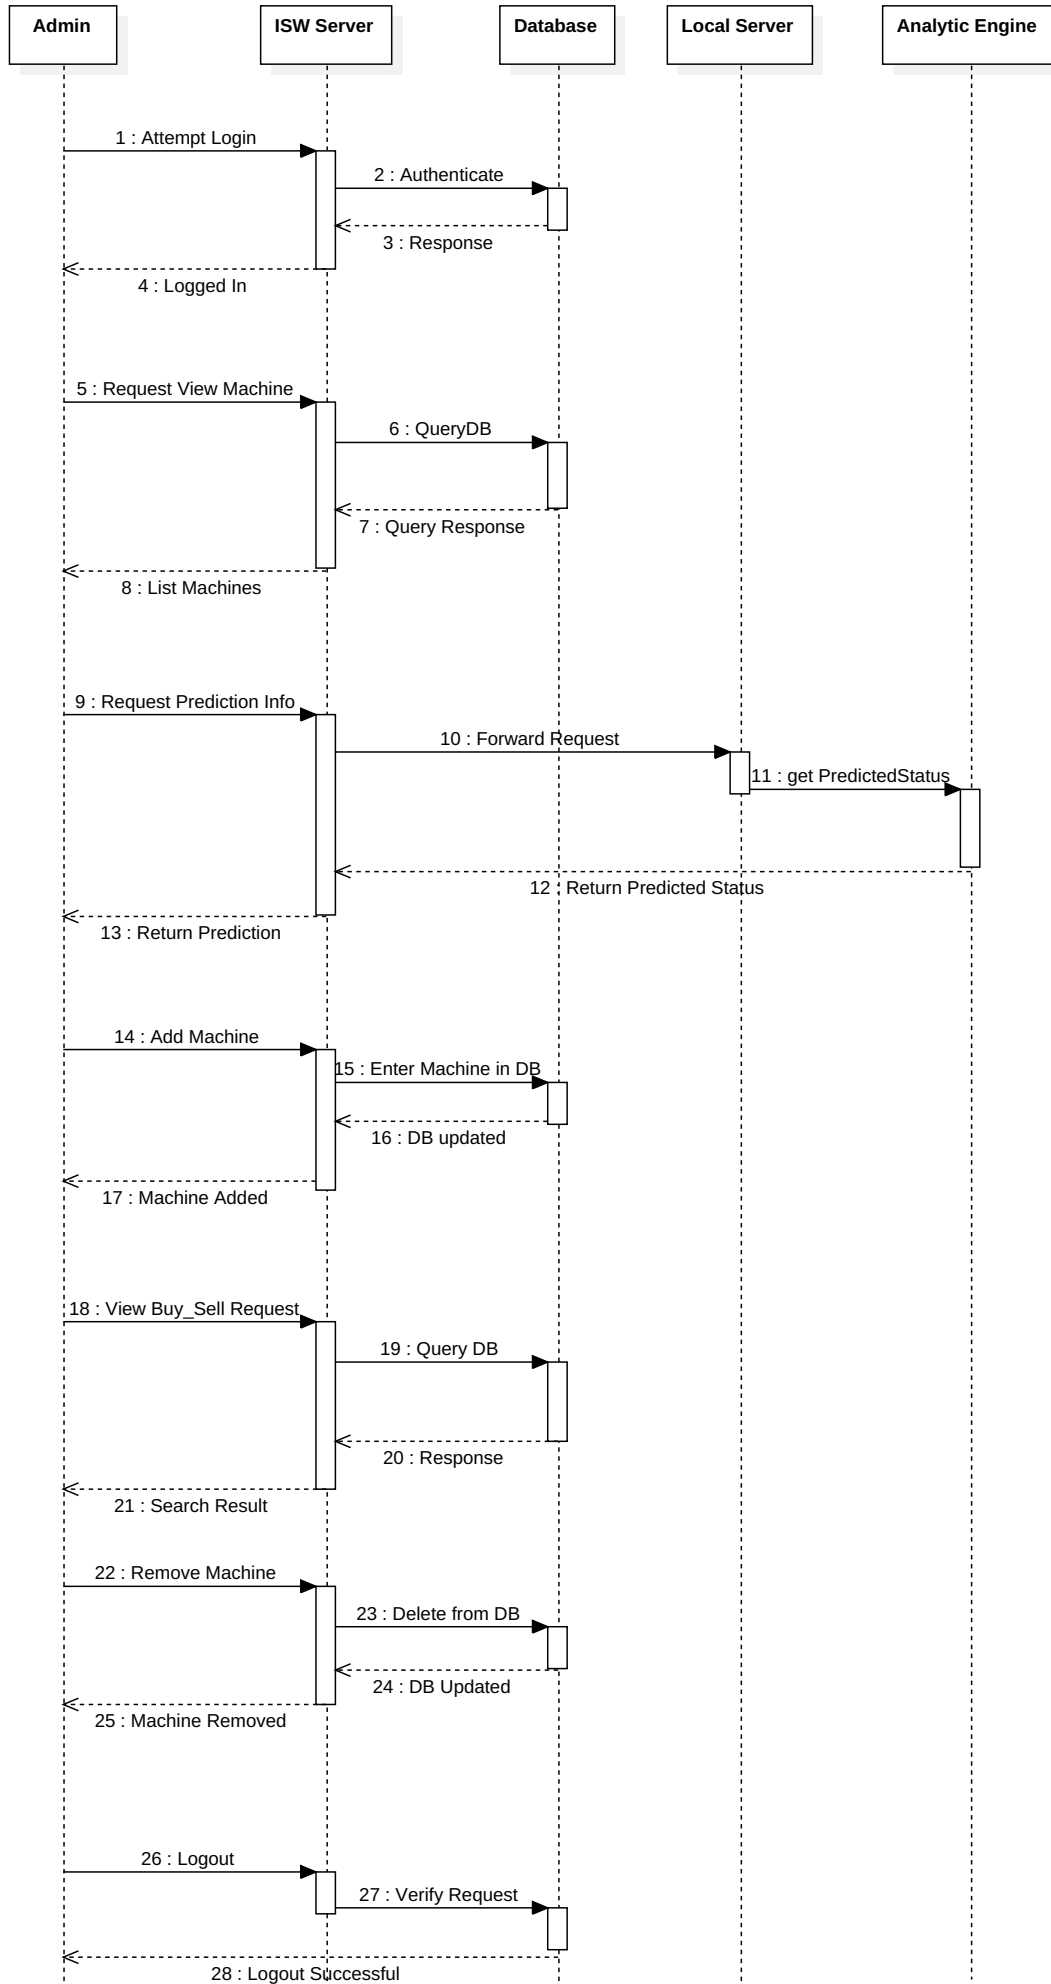 Admin
ISW Server
Database
Local Server
Analytic Engine
1 : Attempt Login
2 : Authenticate
3 : Response
4 : Logged In
5 : Request View Machine
6 : QueryDB
7 : Query Response
8 : List Machines
9 : Request Prediction Info
10 : Forward Request
11 : get PredictedStatus
12 : Return Predicted Status
13 : Return Prediction
14 : Add Machine
15 : Enter Machine in DB
16 : DB updated
17 : Machine Added
18 : View Buy_Sell Request
19 : Query DB
20 : Response
21 : Search Result
22 : Remove Machine
23 : Delete from DB
24 : DB Updated
25 : Machine Removed
26 : Logout
27 : Verify Request
28 : Logout Successful